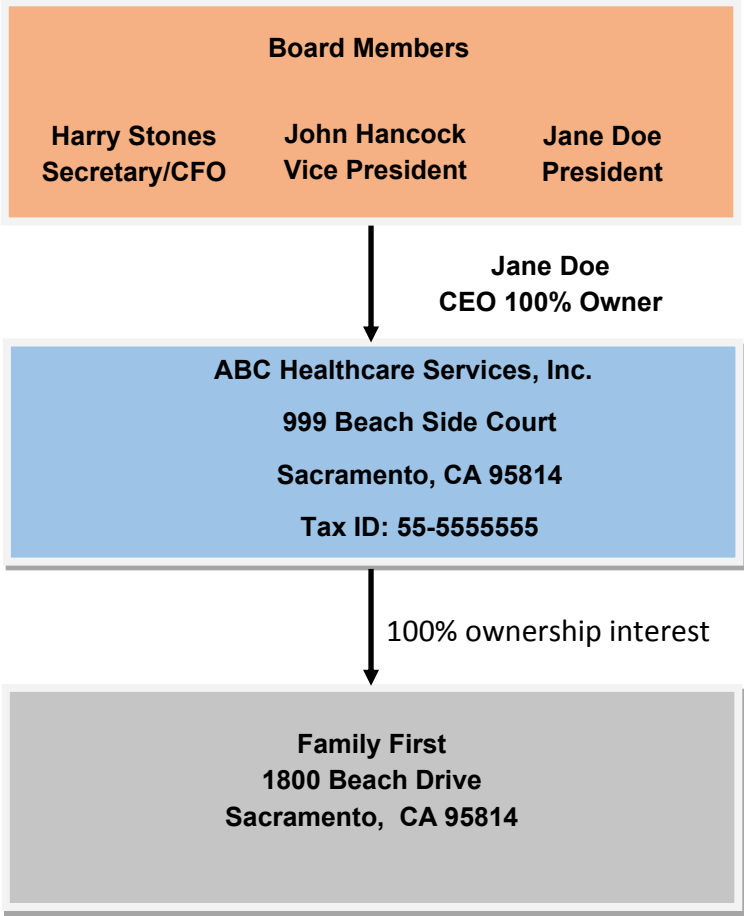 Board Members
Harry Stones
Secretary/CFO
John Hancock
Vice President
Jane Doe
President
Jane Doe
CEO 100% Owner
ABC Healthcare Services, Inc.
999 Beach Side Court
Sacramento, CA 95814
Tax ID: 55-5555555
100% ownership interest
Family First
1800 Beach Drive
Sacramento,  CA 95814